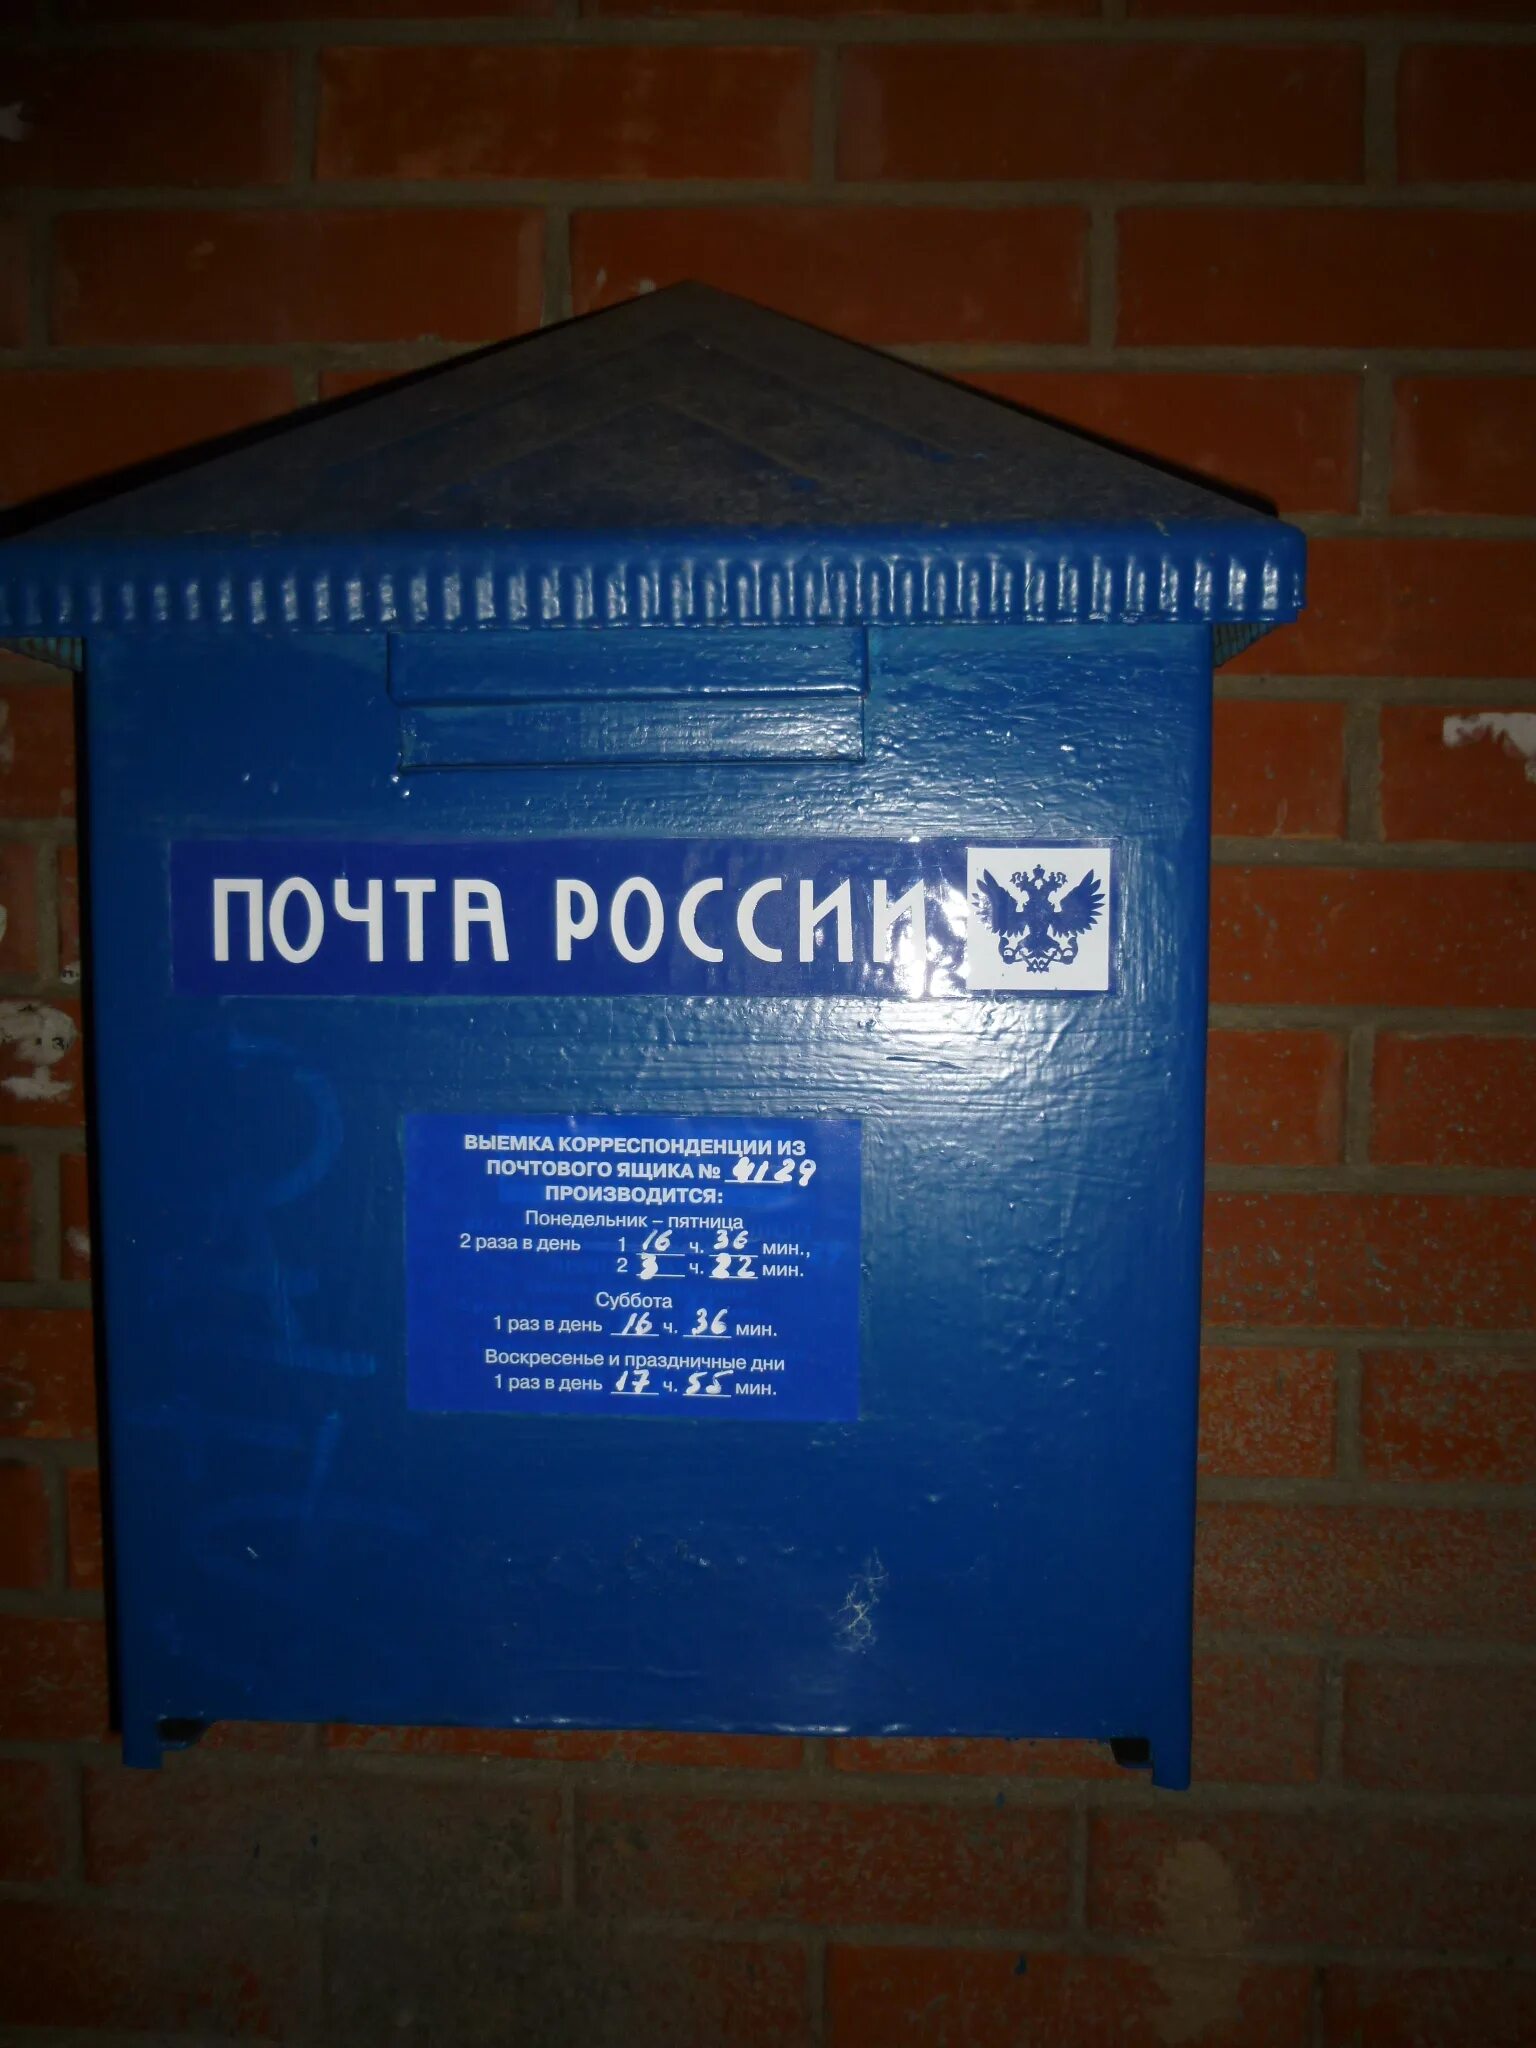 ПОЧТА РОССИИ
ВЫЕМКА КОРРЕСПОНДЕНЦИИ ИЗ
ПОЧТОВОГО ЯЩИКА № 4129
ПРОИЗВОДИТСЯ:
Понедельник – пятница
2 раза в день 1 16 ч. 36 мин.,
2 3 ч. 22 мин.
Суббота
1 раз в день 16 ч. 36 мин.
Воскресенье и праздничные дни
1 раз в день 17 ч. 55 мин.